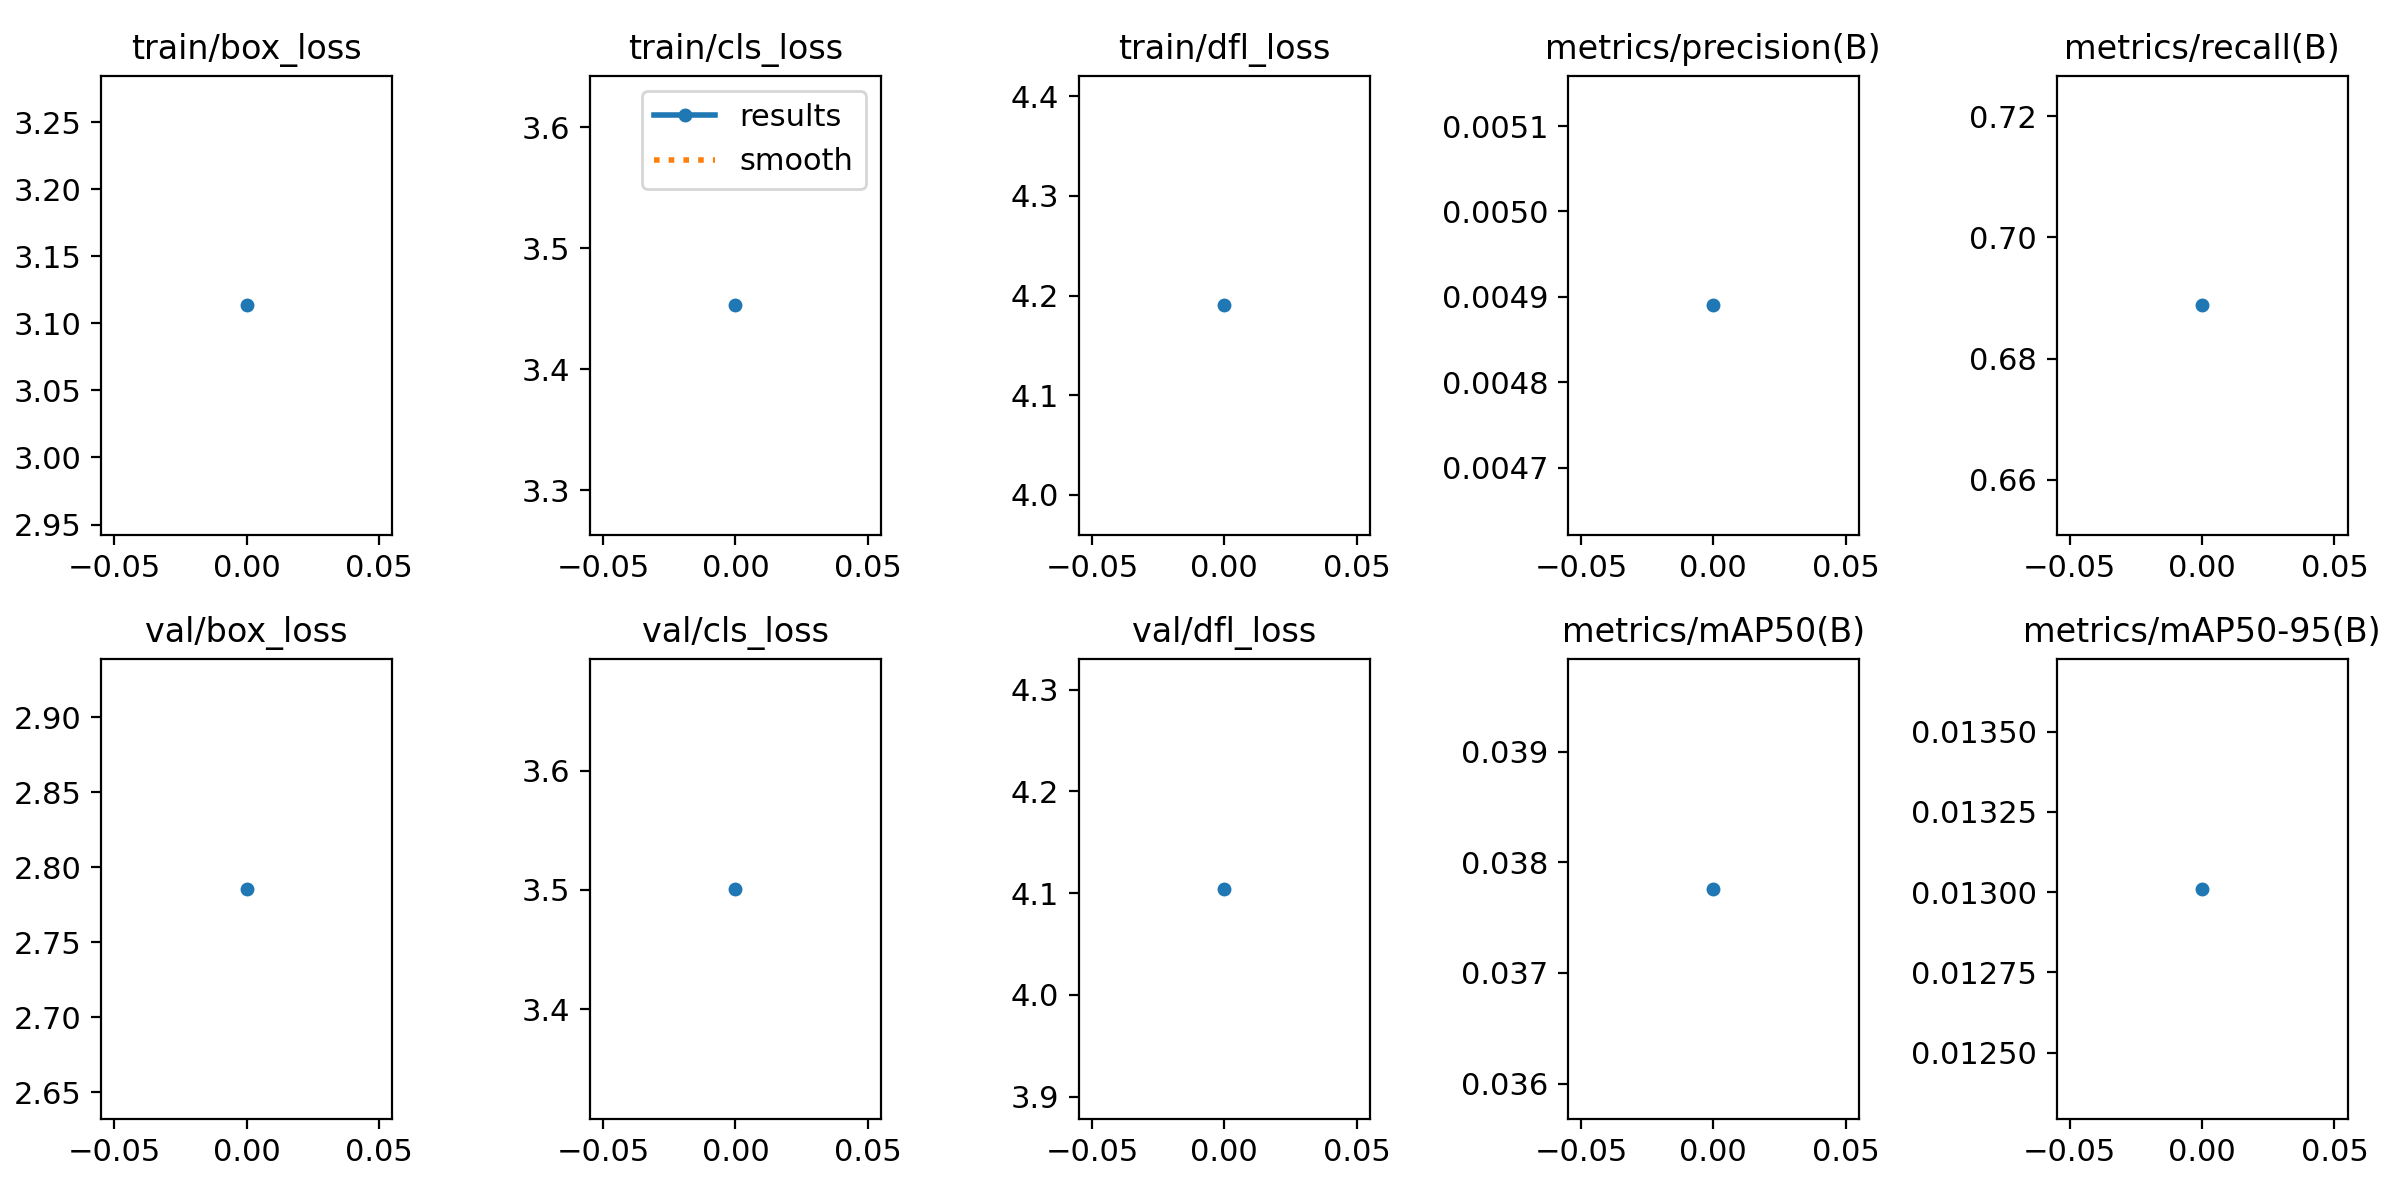 train/box_loss
3.25
3.20
3.15
3.10
3.05
3.00
2.95
−0.05 0.00 0.05
train/cls_loss
results
smooth
3.6
3.5
3.4
3.3
−0.05 0.00 0.05
train/dfl_loss
4.4
4.3
4.2
4.1
4.0
−0.05 0.00 0.05
metrics/precision(B)
0.0051
0.0050
0.0049
0.0048
0.0047
−0.05 0.00 0.05
metrics/recall(B)
0.72
0.70
0.68
0.66
−0.05 0.00 0.05
val/box_loss
2.90
2.85
2.80
2.75
2.70
2.65
−0.05 0.00 0.05
val/cls_loss
3.6
3.5
3.4
−0.05 0.00 0.05
val/dfl_loss
4.3
4.2
4.1
4.0
3.9
−0.05 0.00 0.05
metrics/mAP50(B)
0.039
0.038
0.037
0.036
−0.05 0.00 0.05
metrics/mAP50-95(B)
0.01350
0.01325
0.01300
0.01275
0.01250
−0.05 0.00 0.05